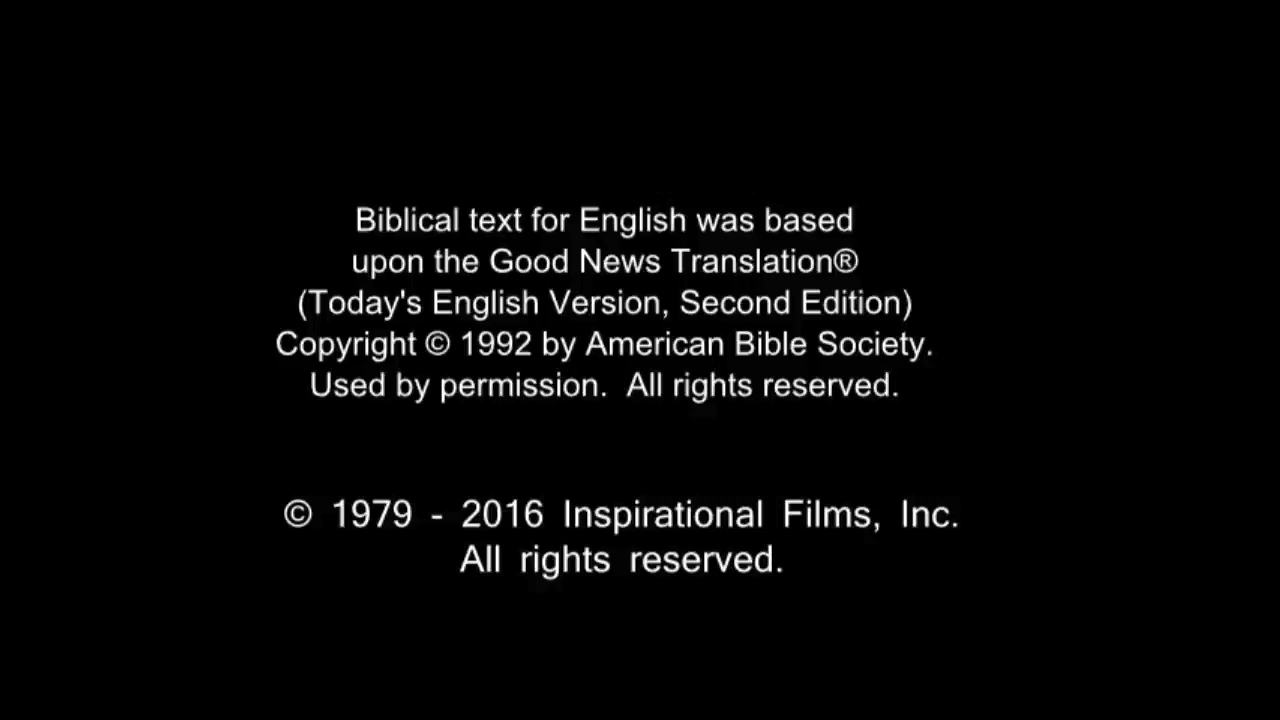 Biblical text for English was based
upon the Good News Translation®
(Today's English Version, Second Edition)
Copyright © 1992 by American Bible Society.
Used by permission.  All rights reserved.
© 1979 - 2016 Inspirational Films, Inc.
All rights reserved.